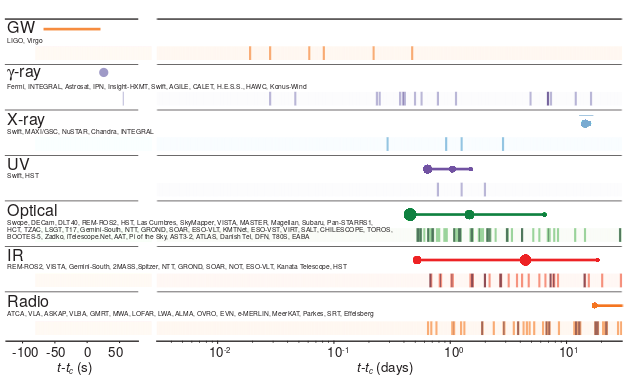 GW
LIGO, Virgo
γ-ray
Fermi, INTEGRAL, Astrosat, IPN, Insight-HXMT, Swift, AGILE, CALET, H.E.S.S., HAWC, Konus-Wind
X-ray
Swift, MAXI/GSC, NuSTAR, Chandra, INTEGRAL
UV
Swift, HST
Optical
Swope, DECam, DLT40, REM-ROS2, HST, Las Cumbres, SkyMapper, VISTA, MASTER, Magellan, Subaru, Pan-STARRS1,
HCT, TZAC, LSGT, T17, Gemini-South, NTT, GROND, SOAR, ESO-VLT, KMTNet, ESO-VST, VIRT, SALT, CHILESCOPE, TOROS,
BOOTES-5, Zadko, iTelescope.Net, AAT, Pi of the Sky, AST3-2, ATLAS, Danish Tel, DFN, T80S, EABA
IR
REM-ROS2, VISTA, Gemini-South, 2MASS,Spitzer, NTT, GROND, SOAR, NOT, ESO-VLT, Kanata Telescope, HST
Radio
ATCA, VLA, ASKAP, VLBA, GMRT, MWA, LOFAR, LWA, ALMA, OVRO, EVN, e-MERLIN, MeerKAT, Parkes, SRT, Effelsberg
-100 -50 0 50 10⁻² 10⁻¹ 10⁰ 10¹
t-t_c (s) t-t_c (days)